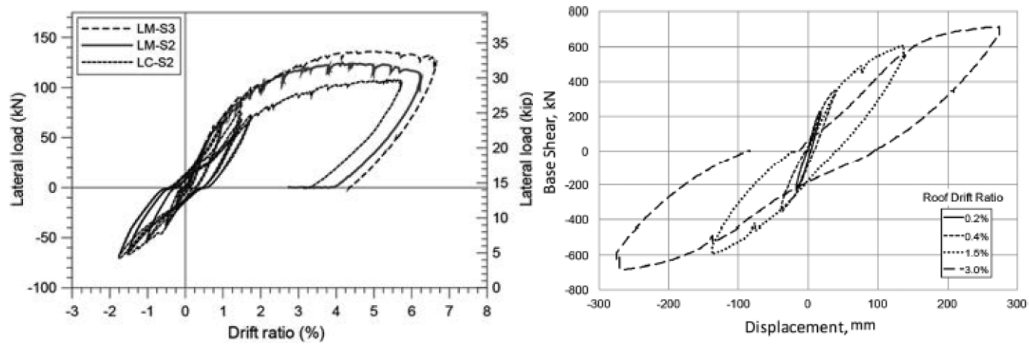 LM-S3
LM-S2
LC-S2
150
100
50
0
-50
-100
Lateral load (kN)
35
30
25
20
15
10
5
0
Lateral load (kip)
-3 -2 -1 0 1 2 3 4 5 6 7 8
Drift ratio (%)
800
600
400
200
0
-200
-400
-600
800
Base Shear, kN
Roof Drift Ratio
0.2%
0.4%
1.5%
3.0%
-300 -200 -100 0 100 200 300
Displacement, mm